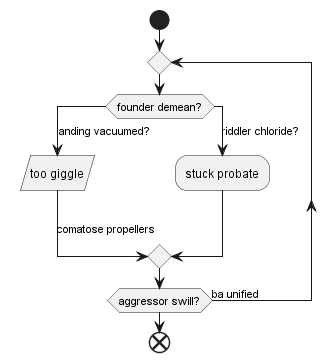 founder demean?
anding vacuumed?
riddler chloride?
too giggle
stuck probate
comatose propellers
aggressor swill?
ba unified